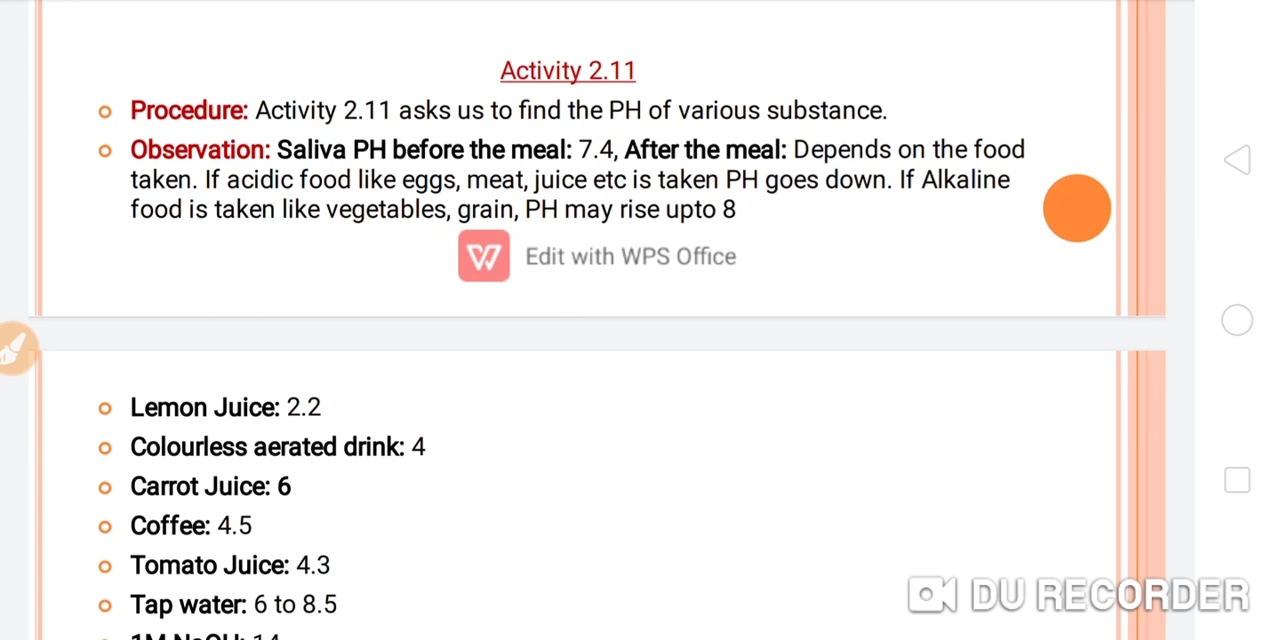 Activity 2.11
Procedure: Activity 2.11 asks us to find the PH of various substance.
Observation: Saliva PH before the meal: 7.4, After the meal: Depends on the food
taken. If acidic food like eggs, meat, juice etc is taken PH goes down. If Alkaline
food is taken like vegetables, grain, PH may rise upto 8
Edit with WPS Office
Lemon Juice: 2.2
Colourless aerated drink: 4
Carrot Juice: 6
Coffee: 4.5
Tomato Juice: 4.3
Tap water: 6 to 8.5
1M NaOH: 14
DU RECORDER